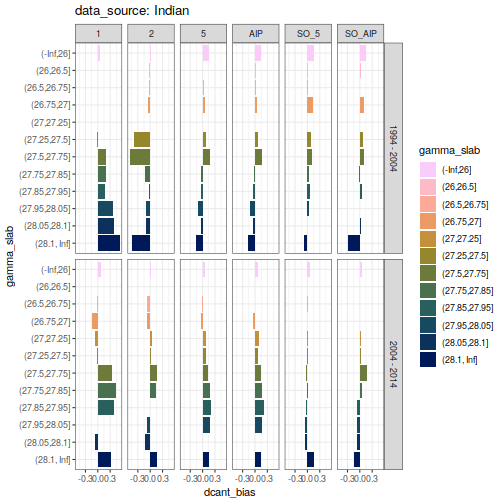 data_source: Indian
1 2 5 AIP SO_5 SO_AIP
(-Inf,26]
(26,26.5]
(26.5,26.75]
(26.75,27]
(27,27.25]
(27.25,27.5]
(27.5,27.75]
(27.75,27.85]
(27.85,27.95]
(27.95,28.05]
(28.05,28.1]
(28.1, Inf]
1994 - 2004
(-Inf,26]
(26,26.5]
(26.5,26.75]
(26.75,27]
(27,27.25]
(27.25,27.5]
(27.5,27.75]
(27.75,27.85]
(27.85,27.95]
(27.95,28.05]
(28.05,28.1]
(28.1, Inf]
2004 - 2014
-0.30.00.3 -0.30.00.3 -0.30.00.3 -0.30.00.3 -0.30.00.3 -0.30.00.3
dcant_bias
gamma_slab
gamma_slab
(-Inf,26]
(26,26.5]
(26.5,26.75]
(26.75,27]
(27,27.25]
(27.25,27.5]
(27.5,27.75]
(27.75,27.85]
(27.85,27.95]
(27.95,28.05]
(28.05,28.1]
(28.1, Inf]